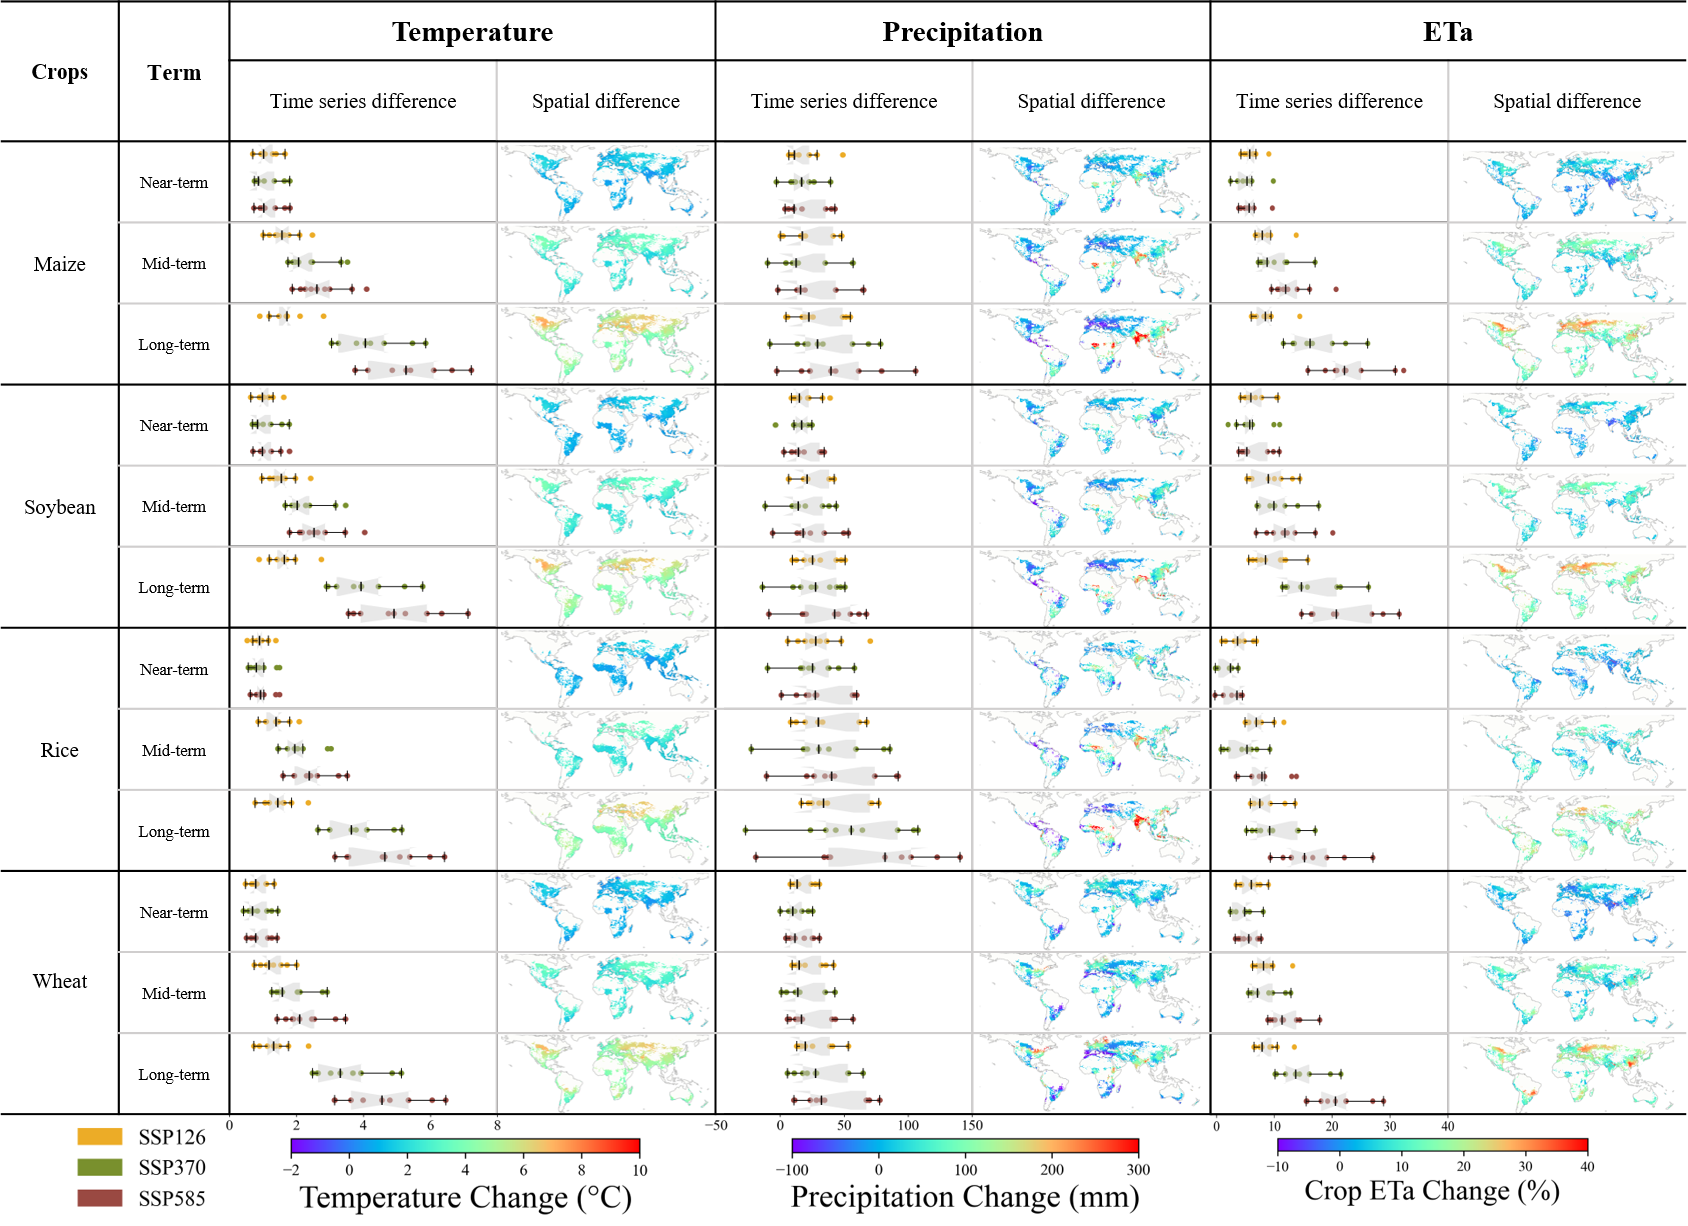 Crops
Term
Temperature
Precipitation
ETa
Time series difference
Spatial difference
Time series difference
Spatial difference
Time series difference
Spatial difference
Maize
Near-term
Mid-term
Long-term
Soybean
Near-term
Mid-term
Long-term
Rice
Near-term
Mid-term
Long-term
Wheat
Near-term
Mid-term
Long-term
0 2 4 6 8
−50 0 50 100 150
0 10 20 30 40
SSP126
SSP370
SSP585
−2 0 2 4 6 8 10
Temperature Change (°C)
−100 0 100 200 300
Precipitation Change (mm)
−10 0 10 20 30 40
Crop ETa Change (%)